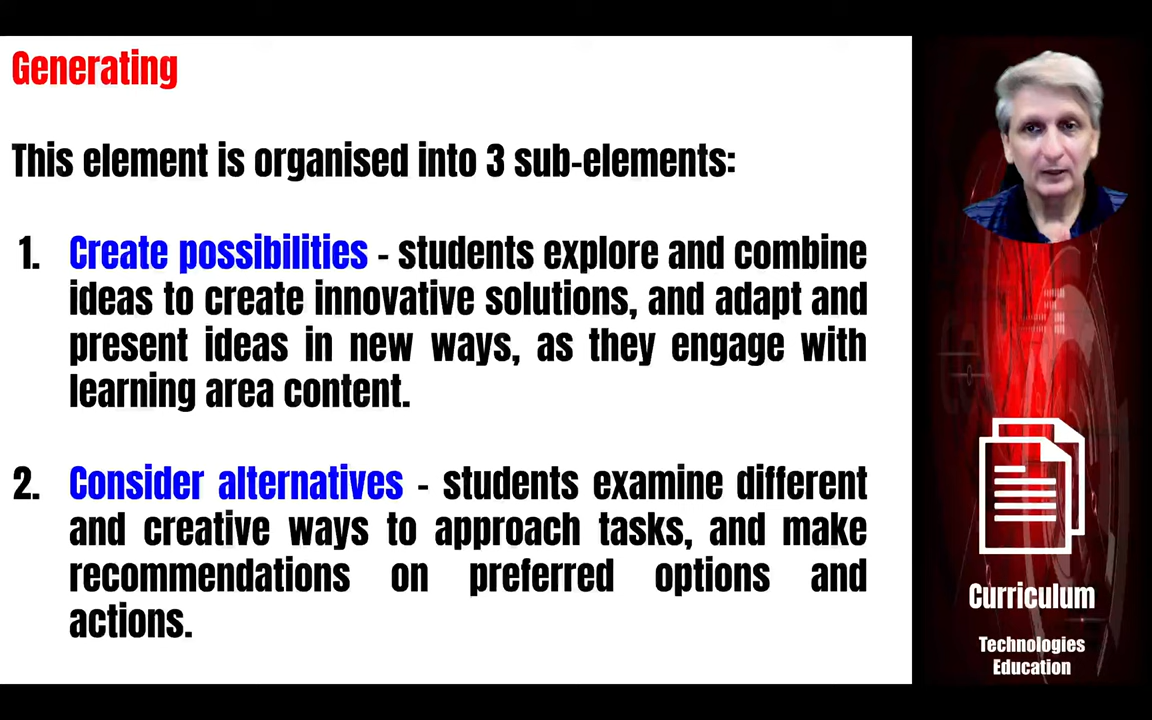 Generating
This element is organised into 3 sub-elements:
1. Create possibilities - students explore and combine
ideas to create innovative solutions, and adapt and
present ideas in new ways, as they engage with
learning area content.
2. Consider alternatives - students examine different
and creative ways to approach tasks, and make
recommendations on preferred options and
actions.
Curriculum
Technologies
Education